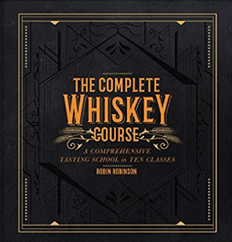 THE COMPLETE
WHISKEY
COURSE
A COMPREHENSIVE
TASTING SCHOOL in TEN CLASSES
ROBIN ROBINSON